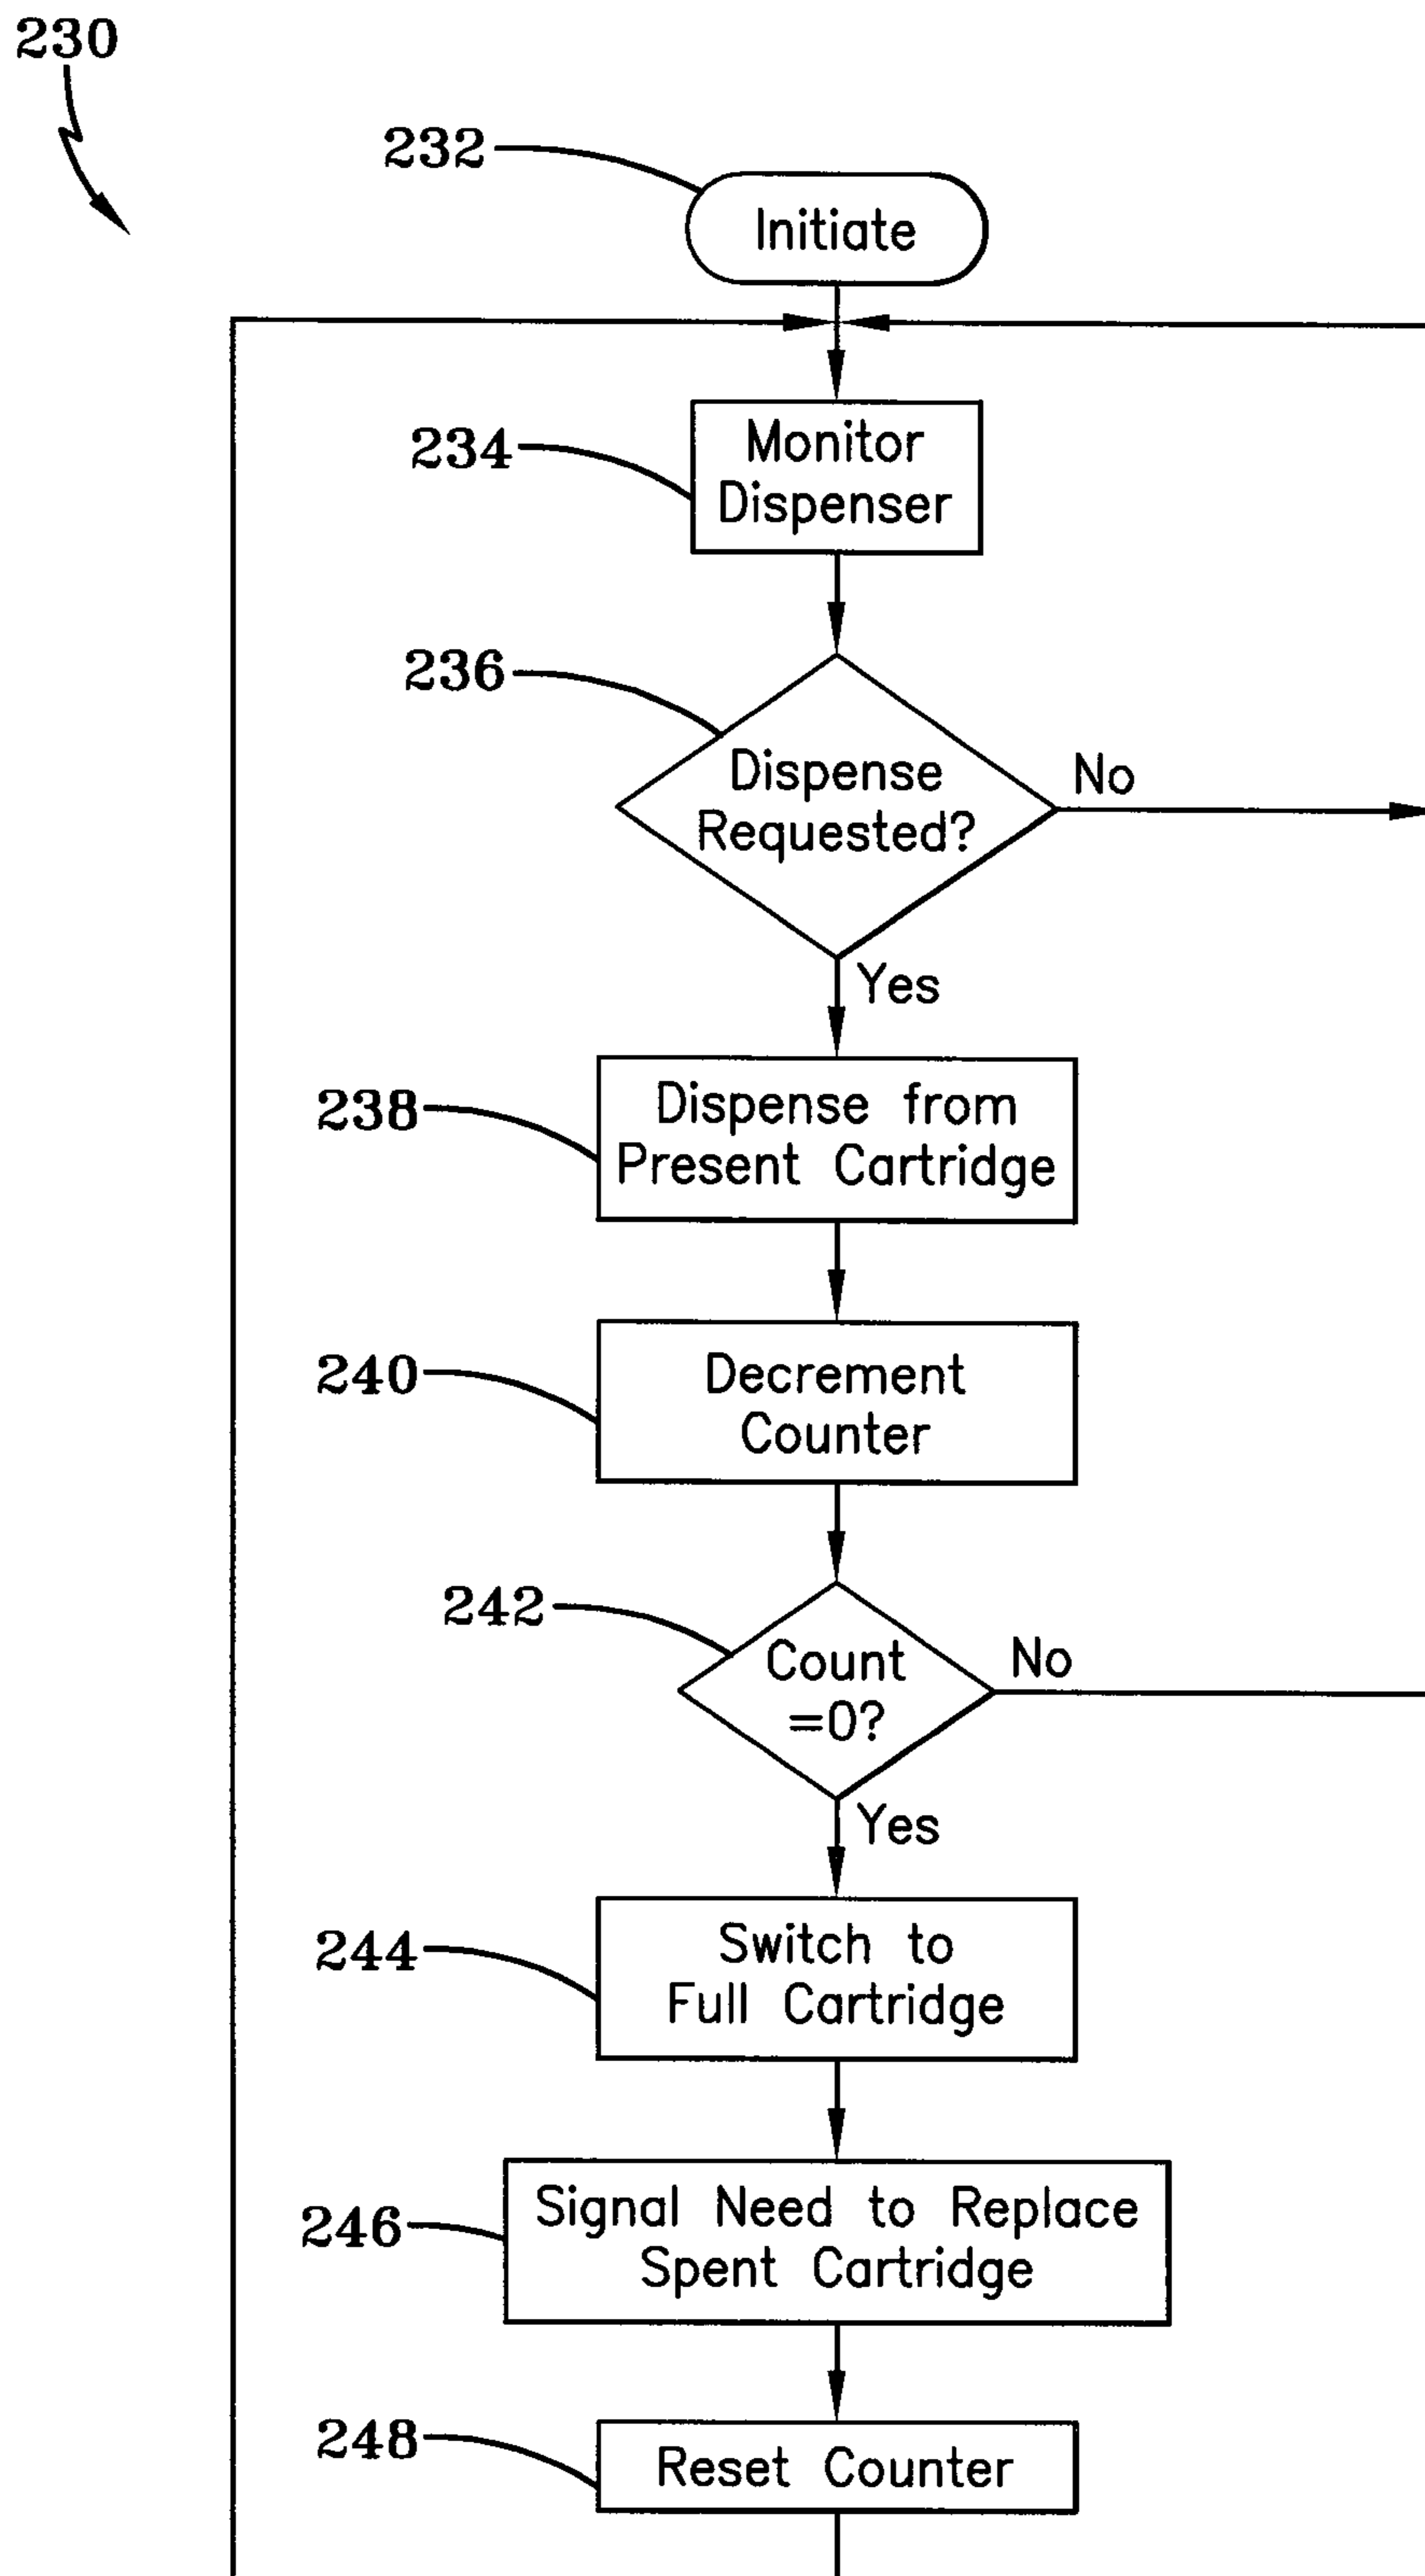 230
232
Initiate
234
Monitor
Dispenser
236
Dispense
Requested?
No
Yes
238
Dispense from
Present Cartridge
240
Decrement
Counter
242
Count
=0?
No
Yes
244
Switch to
Full Cartridge
246
Signal Need to Replace
Spent Cartridge
248
Reset Counter